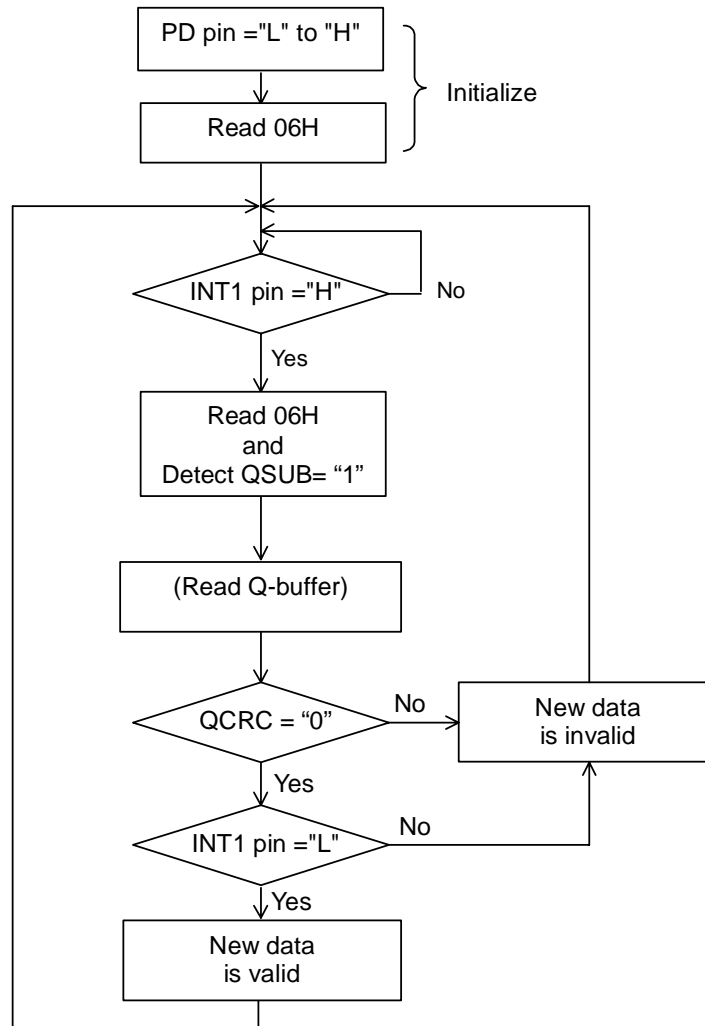 PD pin ="L" to "H"
Initialize
Read 06H
INT1 pin ="H"
No
Yes
Read 06H
and
Detect QSUB= “1”
(Read Q-buffer)
QCRC = “0”
No
New data
is invalid
Yes
INT1 pin ="L"
No
Yes
New data
is valid